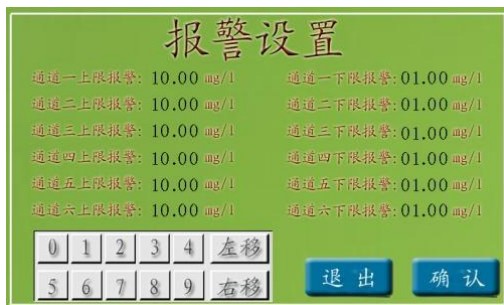 报警设置
通道一上限报警: 10.00 mg/l 通道一下限报警: 01.00 mg/l
通道二上限报警: 10.00 mg/l 通道二下限报警: 01.00 mg/l
通道三上限报警: 10.00 mg/l 通道三下限报警: 01.00 mg/l
通道四上限报警: 10.00 mg/l 通道四下限报警: 01.00 mg/l
通道五上限报警: 10.00 mg/l 通道五下限报警: 01.00 mg/l
通道六上限报警: 10.00 mg/l 通道六下限报警: 01.00 mg/l
0 1 2 3 4 左移
5 6 7 8 9 右移
退出 确认